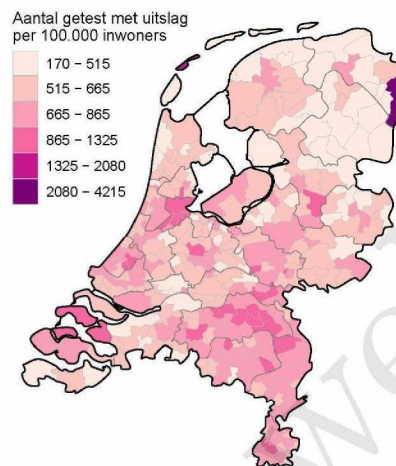 Aantal getest met uitslag
per 100.000 inwoners
170 – 515
515 – 665
665 – 865
865 – 1325
1325 – 2080
2080 – 4215